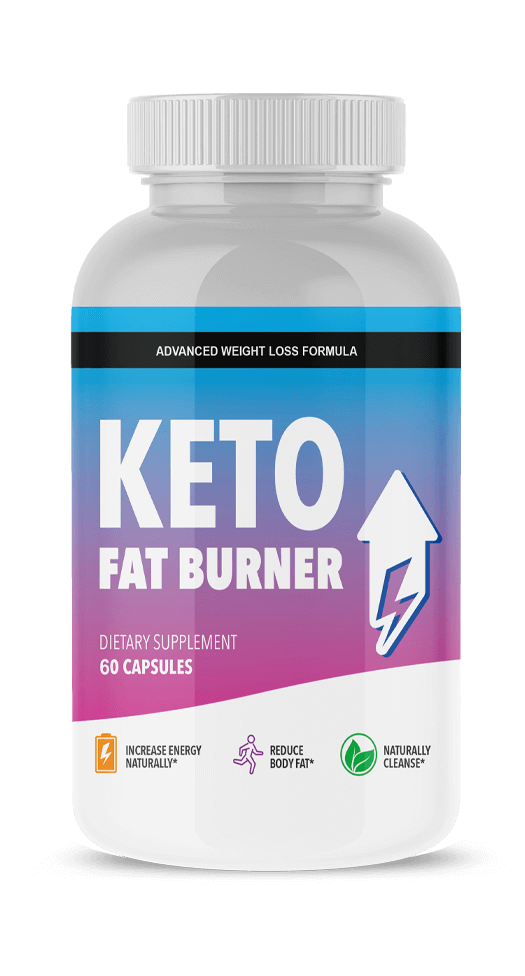 ADVANCED WEIGHT LOSS FORMULA
KETO
FAT BURNER
DIETARY SUPPLEMENT
60 CAPSULES
INCREASE ENERGY
NATURALLY*
REDUCE
BODY FAT*
NATURALLY
CLEANSE*